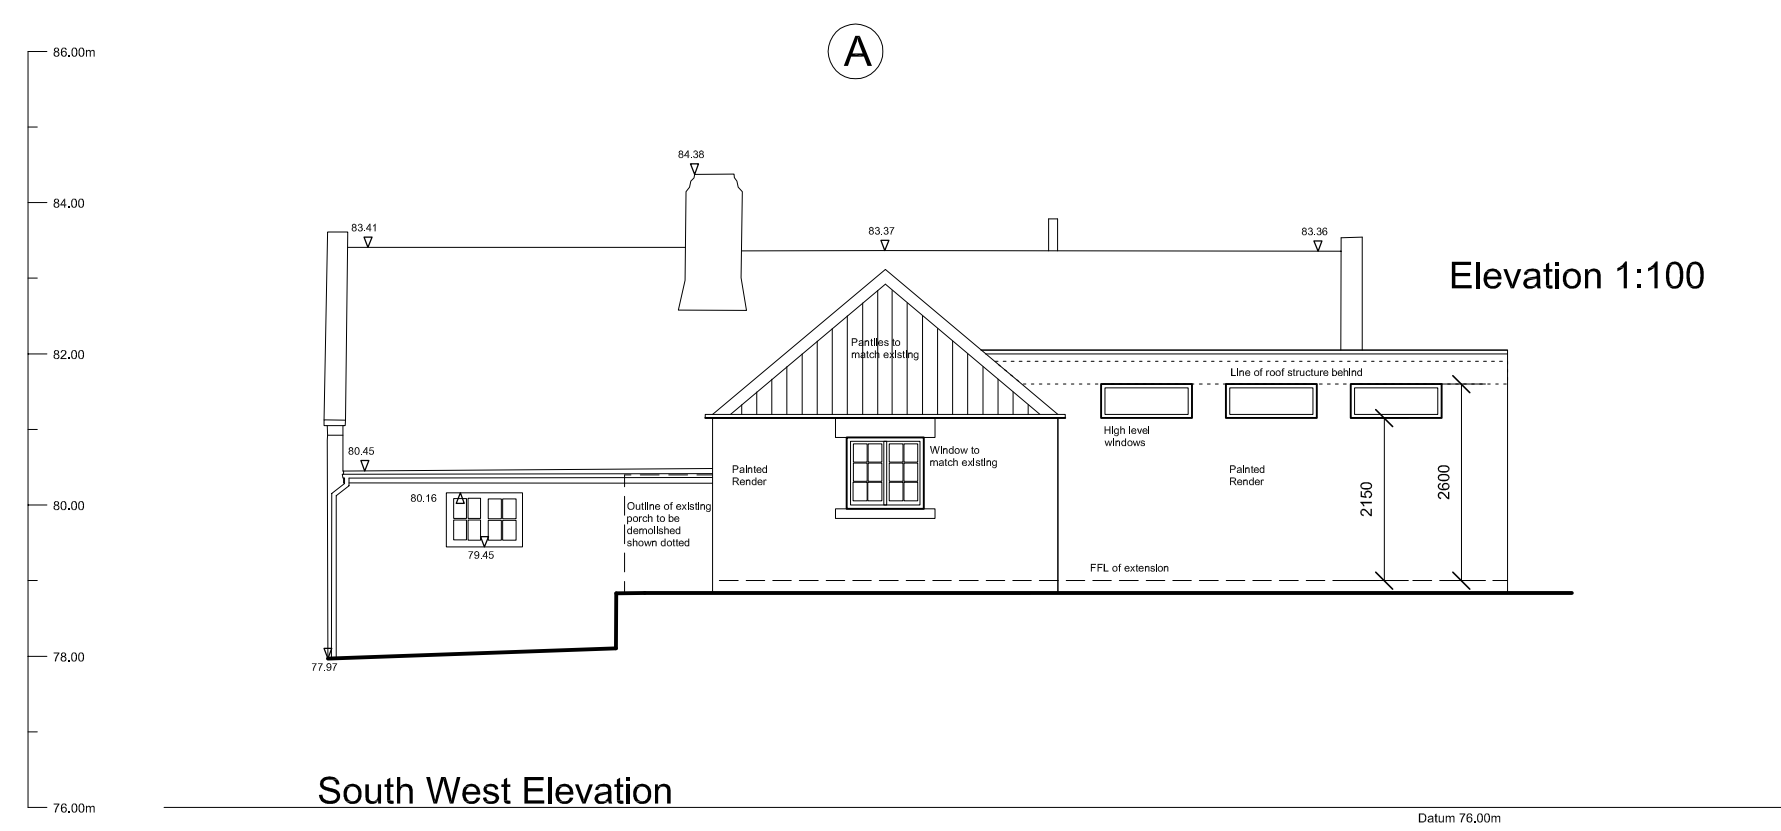 A
86.00m
84.38
84.00
83.41
83.37
83.36
Elevation 1:100
82.00
Pantiles to
match existing
Line of roof structure behind
High level
windows
80.45
Painted
Render
Window to
match existing
Painted
Render
80.16
80.00
Outline of existing
porch to be
demolished
shown dotted
2150
2600
79.45
FFL of extension
78.00
77.97
South West Elevation
76.00m
Datum 76.00m